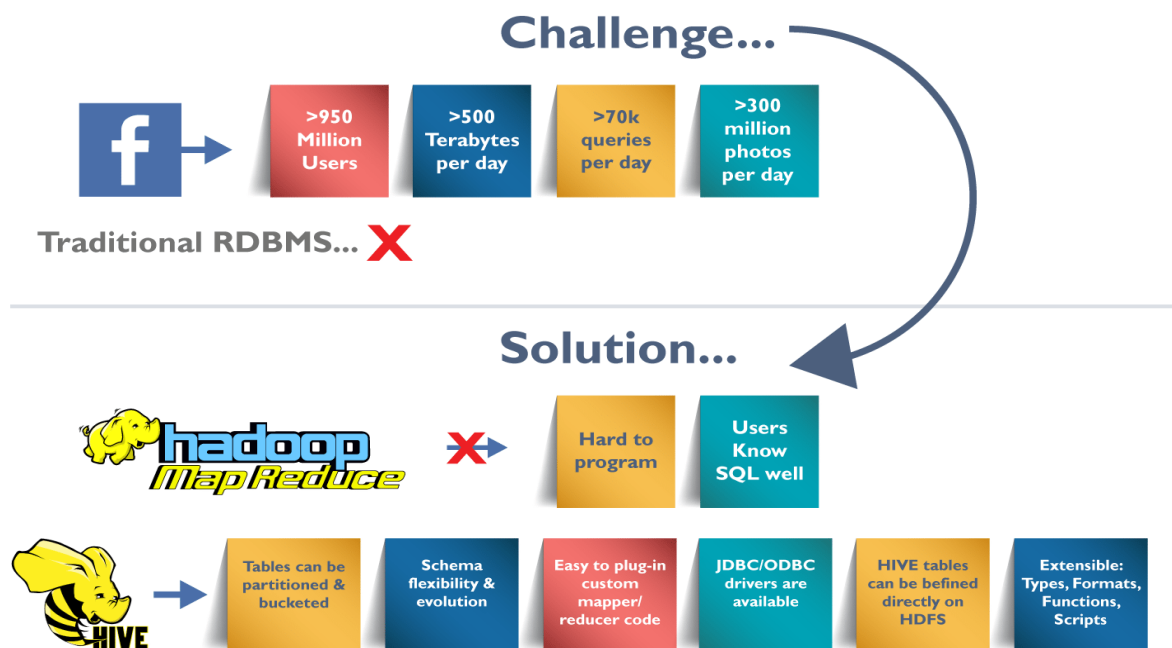 Challenge...
f
>950
Million
Users
>500
Terabytes
per day
>70k
queries
per day
>300
million
photos
per day
Traditional RDBMS... X
Solution...
hadoop
Map Reduce
X
Hard to
program
Users
Know
SQL well
HIVE
Tables can be
partitioned &
bucketed
Schema
flexibility &
evolution
Easy to plug-in
custom
mapper/
reducer code
JDBC/ODBC
drivers are
available
HIVE tables
can be befined
directly on
HDFS
Extensible:
Types, Formats,
Functions,
Scripts